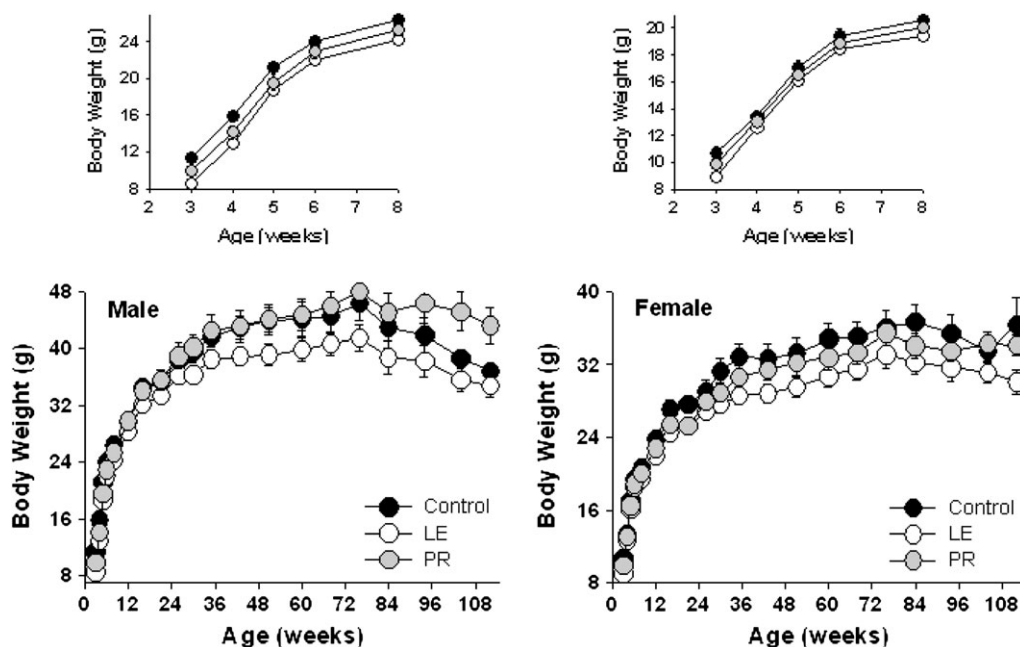 24
20
16
12
8
Body Weight (g)
2 3 4 5 6 7 8
Age (weeks)
20
18
16
14
12
10
8
Body Weight (g)
2 3 4 5 6 7 8
Age (weeks)
48
40
32
24
16
8
Body Weight (g)
Male
Control
LE
PR
0 12 24 36 48 60 72 84 96 108
Age (weeks)
40
32
24
16
8
Body Weight (g)
Female
Control
LE
PR
0 12 24 36 48 60 72 84 96 108
Age (weeks)